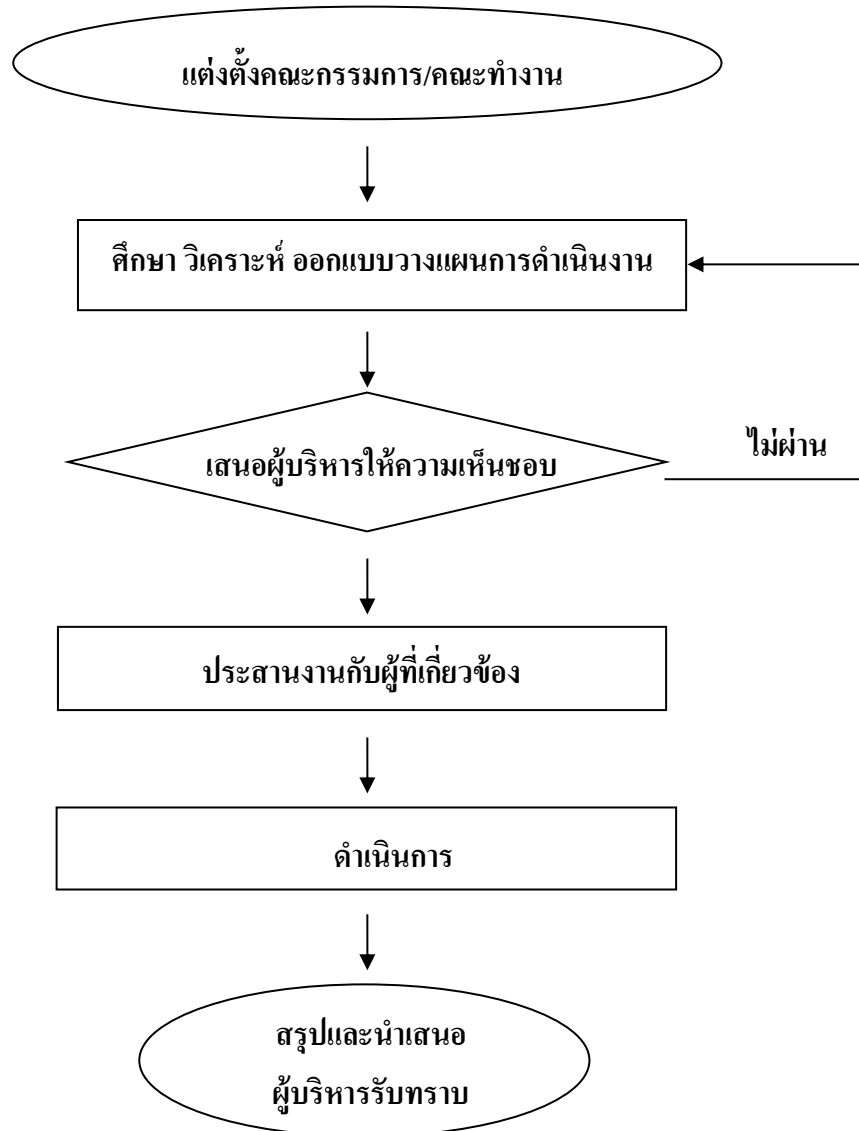 แต่งตั้งคณะกรรมการ/คณะทำงาน
ศึกษา วิเคราะห์ ออกแบบวางแผนการดำเนินงาน
เสนอผู้บริหารให้ความเห็นชอบ
ไม่ผ่าน
ประสานงานกับผู้ที่เกี่ยวข้อง
ดำเนินการ
สรุปและนำเสนอ
ผู้บริหารรับทราบ